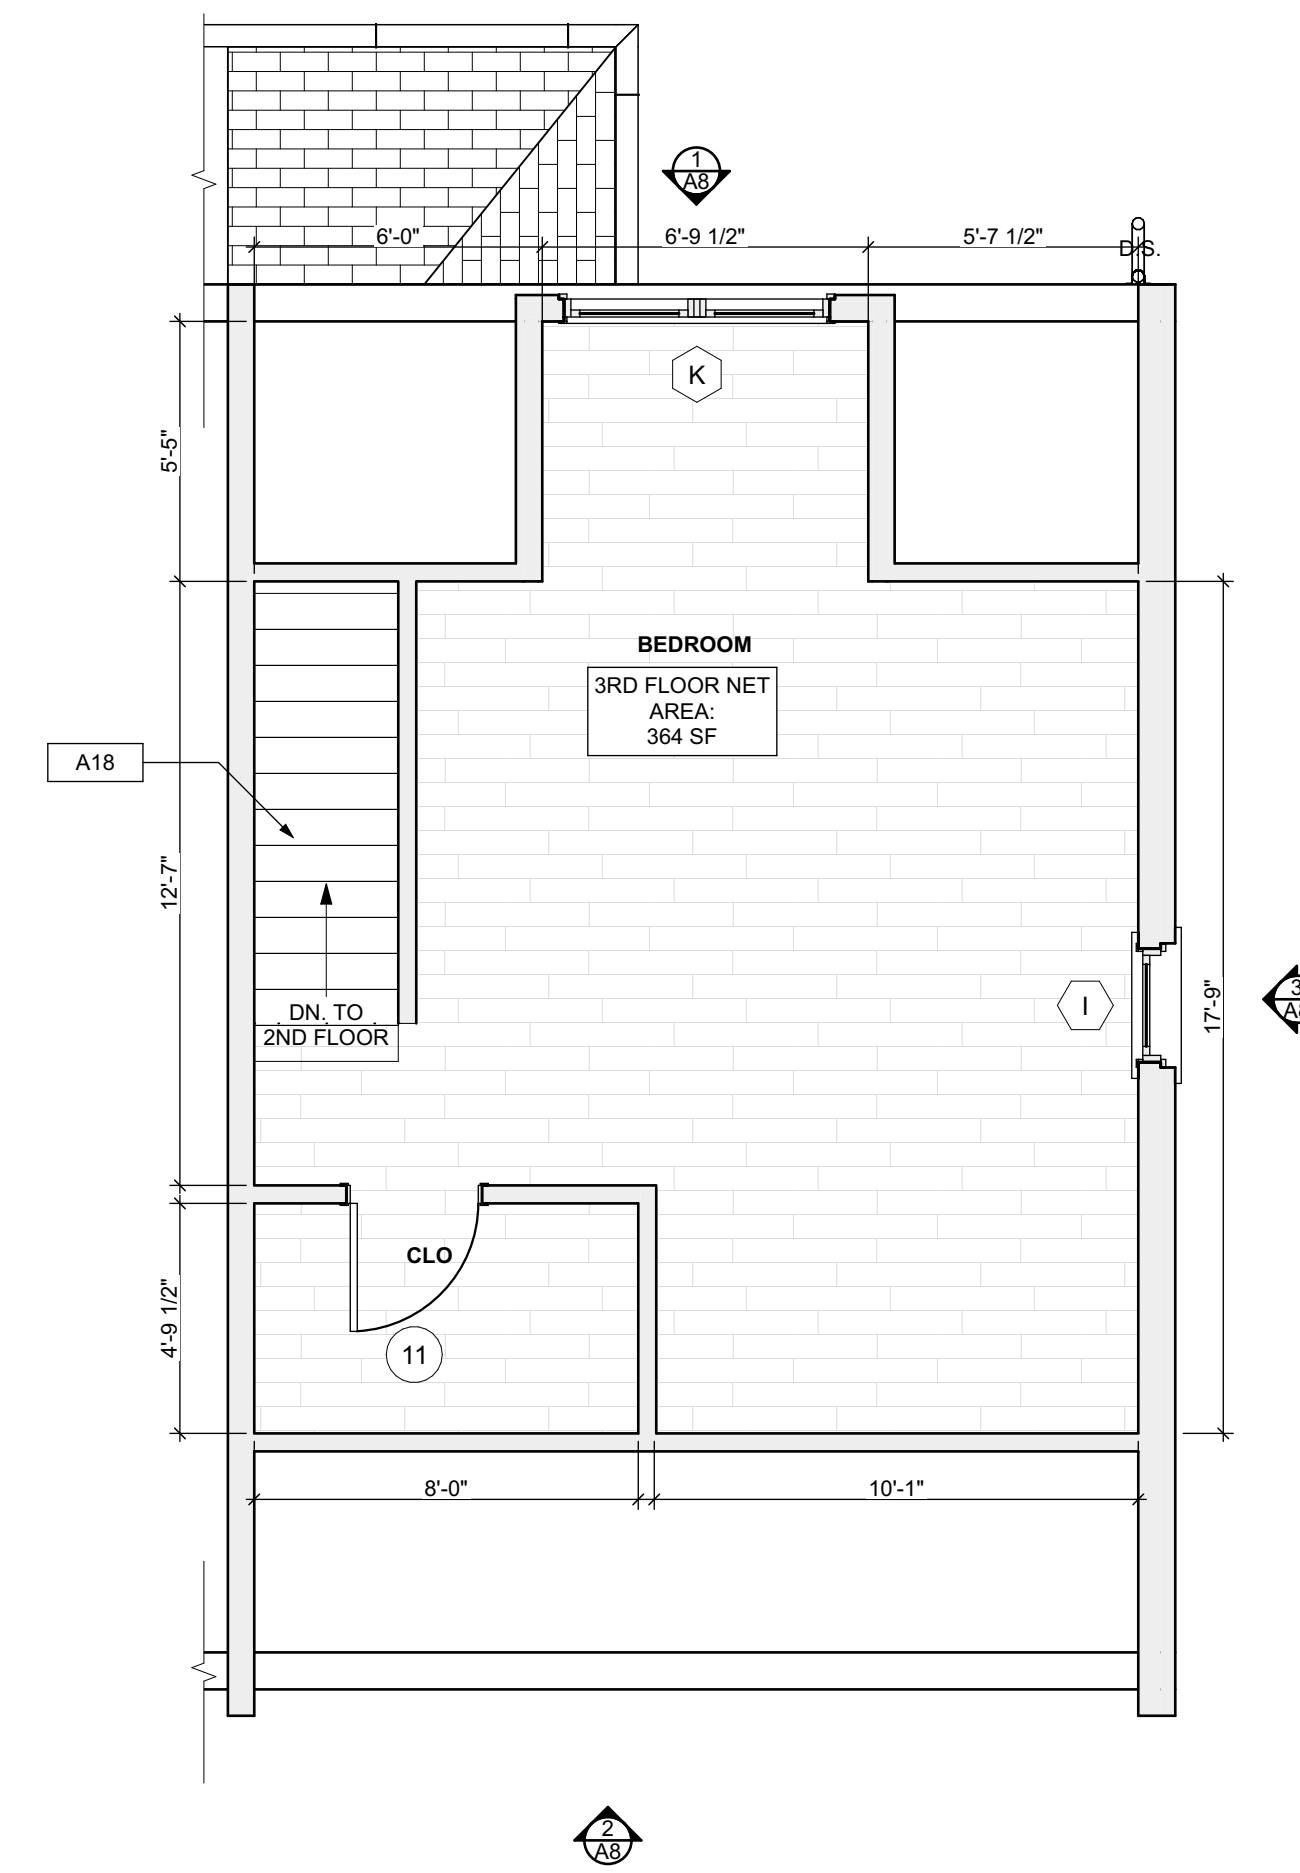 1
A8
6'-0"
6'-9 1/2"
5'-7 1/2"
D.S.
K
5'-5"
BEDROOM
3RD FLOOR NET
AREA:
364 SF
A18
12'-7"
I
17'-9"
3
DN. TO
2ND FLOOR
CLO
11
4'-9 1/2"
8'-0"
10'-1"
2
A8